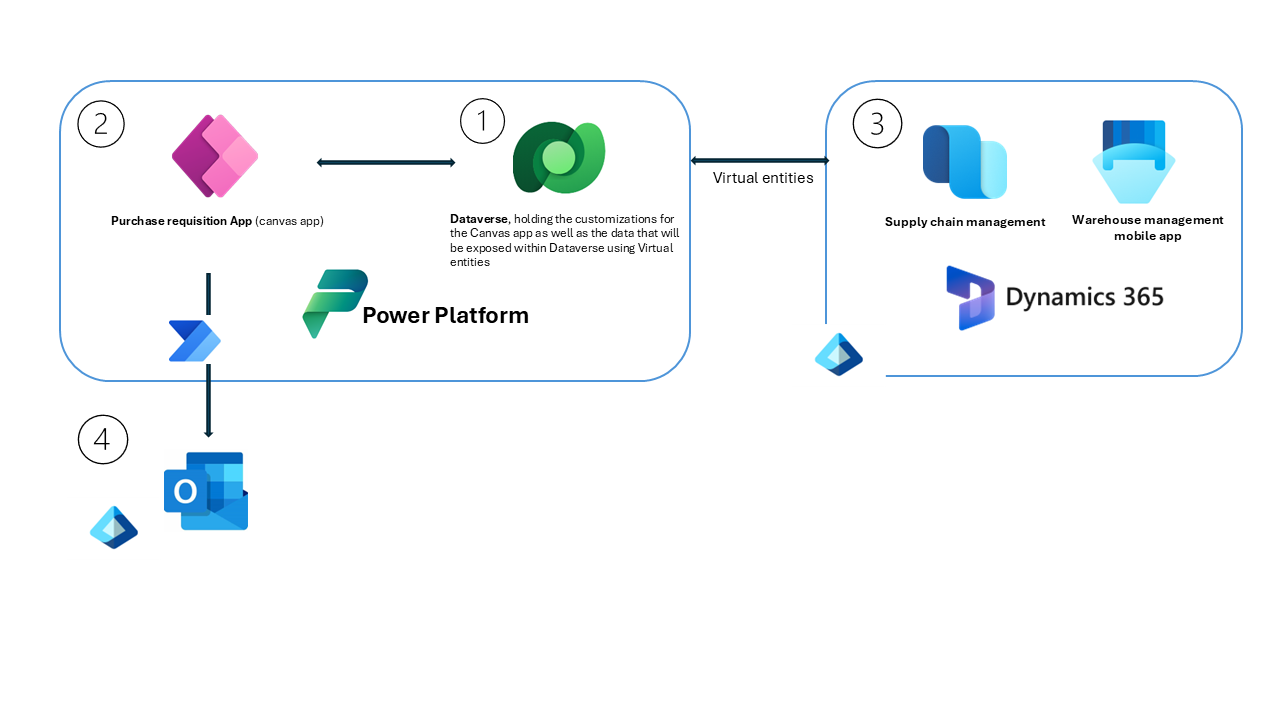 2
1
3
Virtual entities
Purchase requisition App (canvas app)
Dataverse, holding the customizations for
the Canvas app as well as the data that will
be exposed within Dataverse using Virtual
entities
Supply chain management
Warehouse management
mobile app
Power Platform
Dynamics 365
4
O